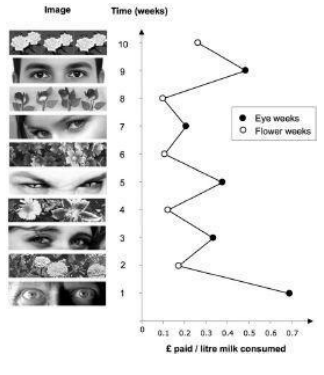 Image Time (weeks)
10
9
8
7
6
5
4
3
2
1
Eye weeks
Flower weeks
0 0.1 0.2 0.3 0.4 0.5 0.6 0.7
£ paid / litre milk consumed